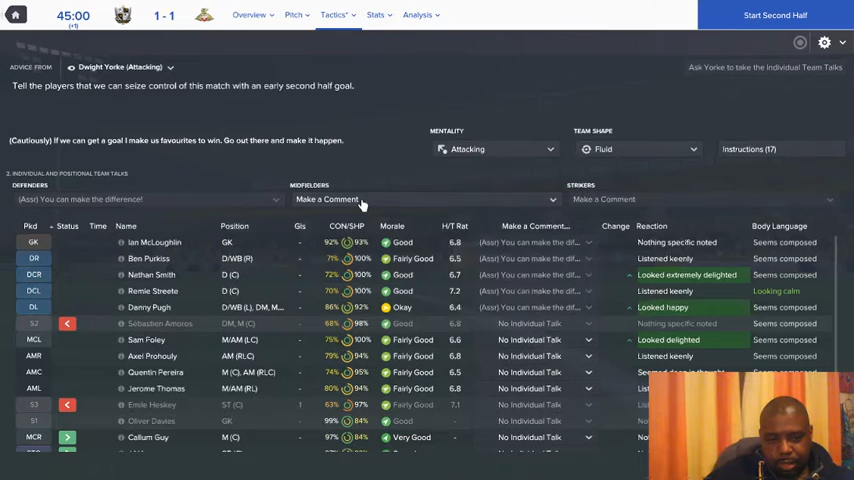 45:00
(+1)
1 - 1
Overview
Pitch
Tactics*
Stats
Analysis
Start Second Half
ADVICE FROM
Dwight Yorke (Attacking)
Ask Yorke to take the Individual Team Talks
Tell the players that we can seize control of this match with an early second half goal.
(Cautiously) If we can get a goal I make us favourites to win. Go out there and make it happen.
MENTALITY
Attacking
TEAM SHAPE
Fluid
Instructions (17)
2. INDIVIDUAL AND POSITIONAL TEAM TALKS
DEFENDERS
(Assr) You can make the difference!
MIDFIELDERS
Make a Comment
STRIKERS
Make a Comment
Pkd Status Time Name Position Gls CON/SHP Morale H/T Rat Make a Comment... Change Reaction Body Language
GK Ian McLoughlin GK - 92% 93% Good 6.8 (Assr) You can make the dif... Nothing specific noted Seems composed
DR Ben Purkiss D/WB (R) - 71% 100% Fairly Good 6.5 (Assr) You can make the dif... Listened keenly Seems composed
DCR Nathan Smith D (C) - 72% 100% Good 6.7 (Assr) You can make the dif... Looked extremely delighted Seems composed
DCL Remie Streete D (C) - 70% 100% Good 7.2 (Assr) You can make the dif... Listened keenly Looking calm
DL Danny Pugh D/WB (L), DM, M... - 86% 92% Okay 6.4 (Assr) You can make the dif... Looked happy Seems composed
S2 Sébastien Amoros DM, M (C) - 68% 98% Good 6.8 No Individual Talk Nothing specific noted Seems composed
MCL Sam Foley M/AM (LC) - 75% 100% Fairly Good 6.6 No Individual Talk Looked delighted Seems composed
AMR Axel Prohouly AM (RLC) - 79% 94% Fairly Good 6.8 No Individual Talk Listened keenly Seems composed
AMC Quentin Pereira M (C), AM (RLC) - 74% 95% Fairly Good 6.5 No Individual Talk Seems composed
AML Jerome Thomas M/AM (RL) - 80% 94% Fairly Good 6.8 No Individual Talk Listened
S3 Emile Heskey ST (C) 1 63% 97% Fairly Good 7.1 No Individual Talk
S1 Oliver Davies GK - 99% 84% Good - No Individual Talk
MCR Callum Guy M (C) - 97% 84% Very Good - No Individual Talk